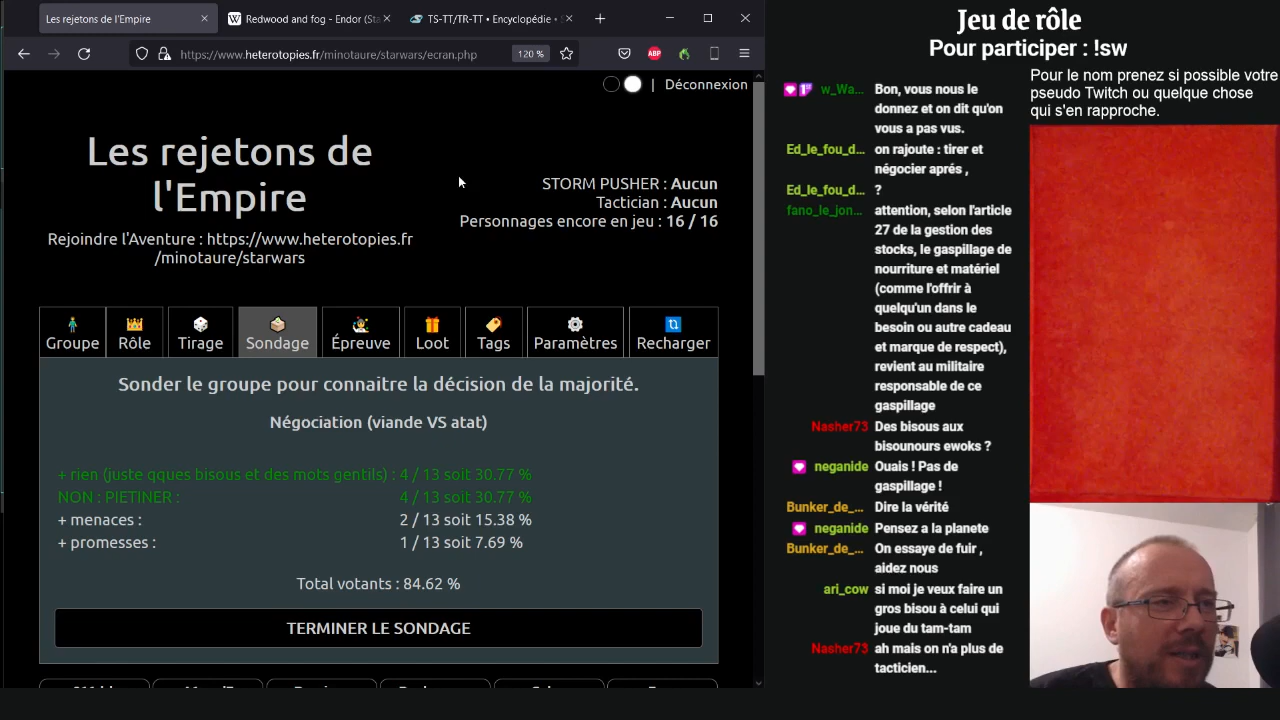 Les rejetons de l'Empire
Redwood and fog - Endor (Sta
TS-TT/TR-TT • Encyclopédie •
https://www.heterotopies.fr/minotaure/starwars/ecran.php
120 %
ABP
| Déconnexion
Les rejetons de
l'Empire
Rejoindre l'Aventure : https://www.heterotopies.fr
/minotaure/starwars
STORM PUSHER : Aucun
Tactician : Aucun
Personnages encore en jeu : 16 / 16
Groupe
Rôle
Tirage
Sondage
Épreuve
Loot
Tags
Paramètres
Recharger
Sonder le groupe pour connaitre la décision de la majorité.
Négociation (viande VS atat)
+ rien (juste qques bisous et des mots gentils) : 4 / 13 soit 30.77 %
NON : PIETINER : 4 / 13 soit 30.77 %
+ menaces : 2 / 13 soit 15.38 %
+ promesses : 1 / 13 soit 7.69 %
Total votants : 84.62 %
TERMINER LE SONDAGE
w_Wa... Bon, vous nous le
donnez et on dit qu'on
vous a pas vus.
Ed_le_fou_d... on rajoute : tirer et
négocier aprés ,
Ed_le_fou_d... ?
fano_le_jon... attention, selon l'article
27 de la gestion des
stocks, le gaspillage de
nourriture et matériel
(comme l'offrir à
quelqu'un dans le
besoin ou autre cadeau
et marque de respect),
revient au militaire
responsable de ce
gaspillage
Nasher73 Des bisous aux
bisounours ewoks ?
neganide Ouais ! Pas de
gaspillage !
Bunker_de_... Dire la vérité
neganide Pensez a la planete
Bunker_de_... On essaye de fuir ,
aidez nous
ari_cow si moi je veux faire un
gros bisou à celui qui
joue du tam-tam
Nasher73 ah mais on n'a plus de
tacticien...
Jeu de rôle
Pour participer : !sw
Pour le nom prenez si possible votre
pseudo Twitch ou quelque chose
qui s'en rapproche.